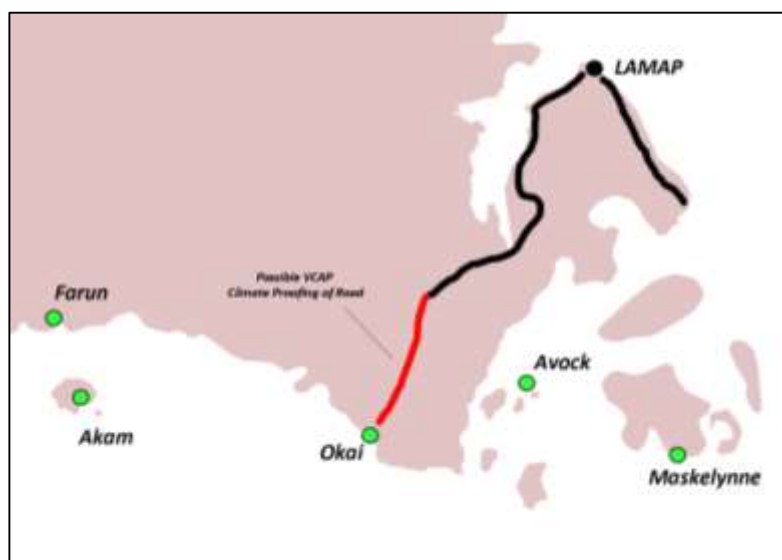 LAMAP
Possible VCAP
Climate Proofing of Road
Farun
Avock
Akam
Okai
Maskelynne